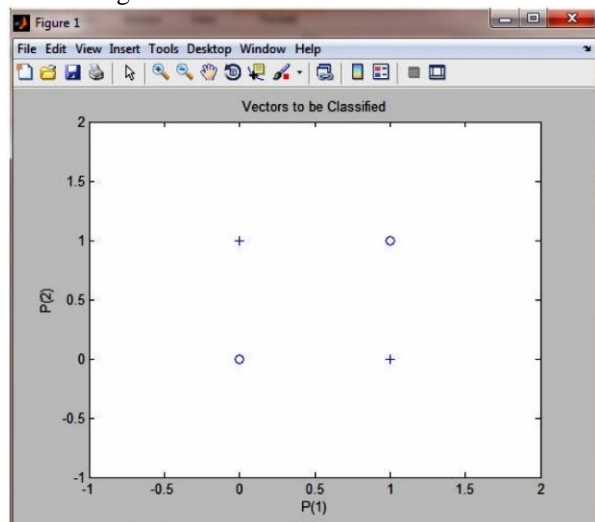 Figure 1
File Edit View Insert Tools Desktop Window Help
Vectors to be Classified
2
1.5
1
0.5
0
-0.5
-1
P(2)
-1 -0.5 0 0.5 1 1.5 2
P(1)